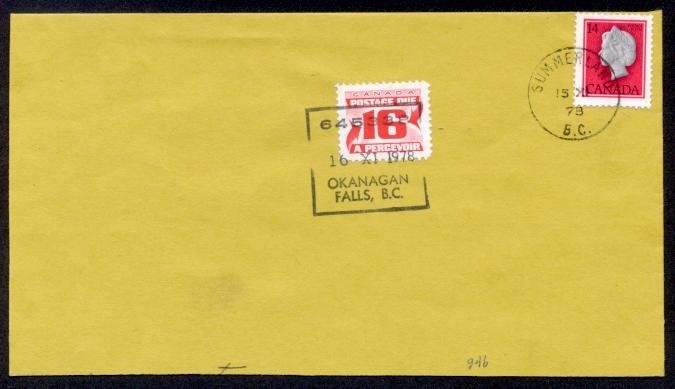 14
CANADA
SUMMERLAND
15 XI
78
B.C.
CANADA
POSTAGE DUE
16
A PERCEVOIR
16 XI 1978
OKANAGAN
FALLS, B.C.
946